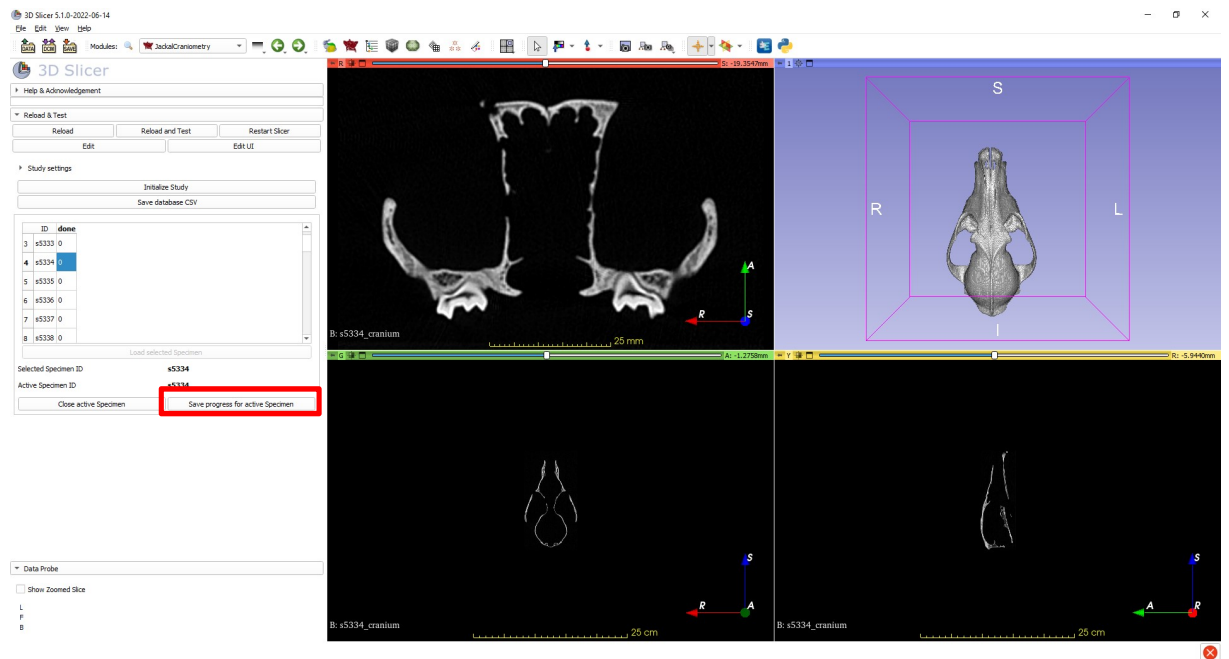 3D Slicer 5.1.0-2022-06-14
File Edit View Help
DATA DCM SAVE Modules: JackalCraniometry
3D Slicer
Help & Acknowledgement
Reload & Test
Reload Reload and Test Restart Slicer
Edit Edit UI
Study settings
Initialize Study
Save database CSV
ID done
3 s5333 0
4 s5334 0
5 s5335 0
6 s5336 0
7 s5337 0
8 s5338 0
Load selected Specimen
Selected Specimen ID s5334
Active Specimen ID s5334
Close active Specimen Save progress for active Specimen
Data Probe
Show Zoomed Slice
L
F
B
R S: -19.3547mm
A
R S
B: s5334_cranium
25 mm
1
S
R L
I
G A: -1.2758mm
S
R A
B: s5334_cranium
25 cm
Y R: -5.9440mm
S
A R
B: s5334_cranium
25 cm